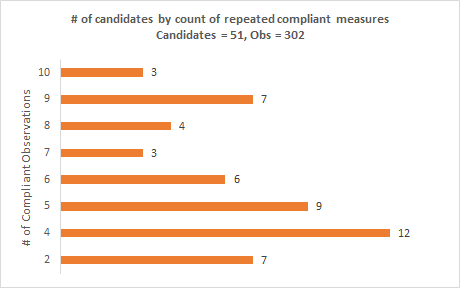 # of candidates by count of repeated compliant measures
Candidates = 51, Obs = 302
# of Compliant Observations
10 3
9 7
8 4
7 3
6 6
5 9
4 12
2 7